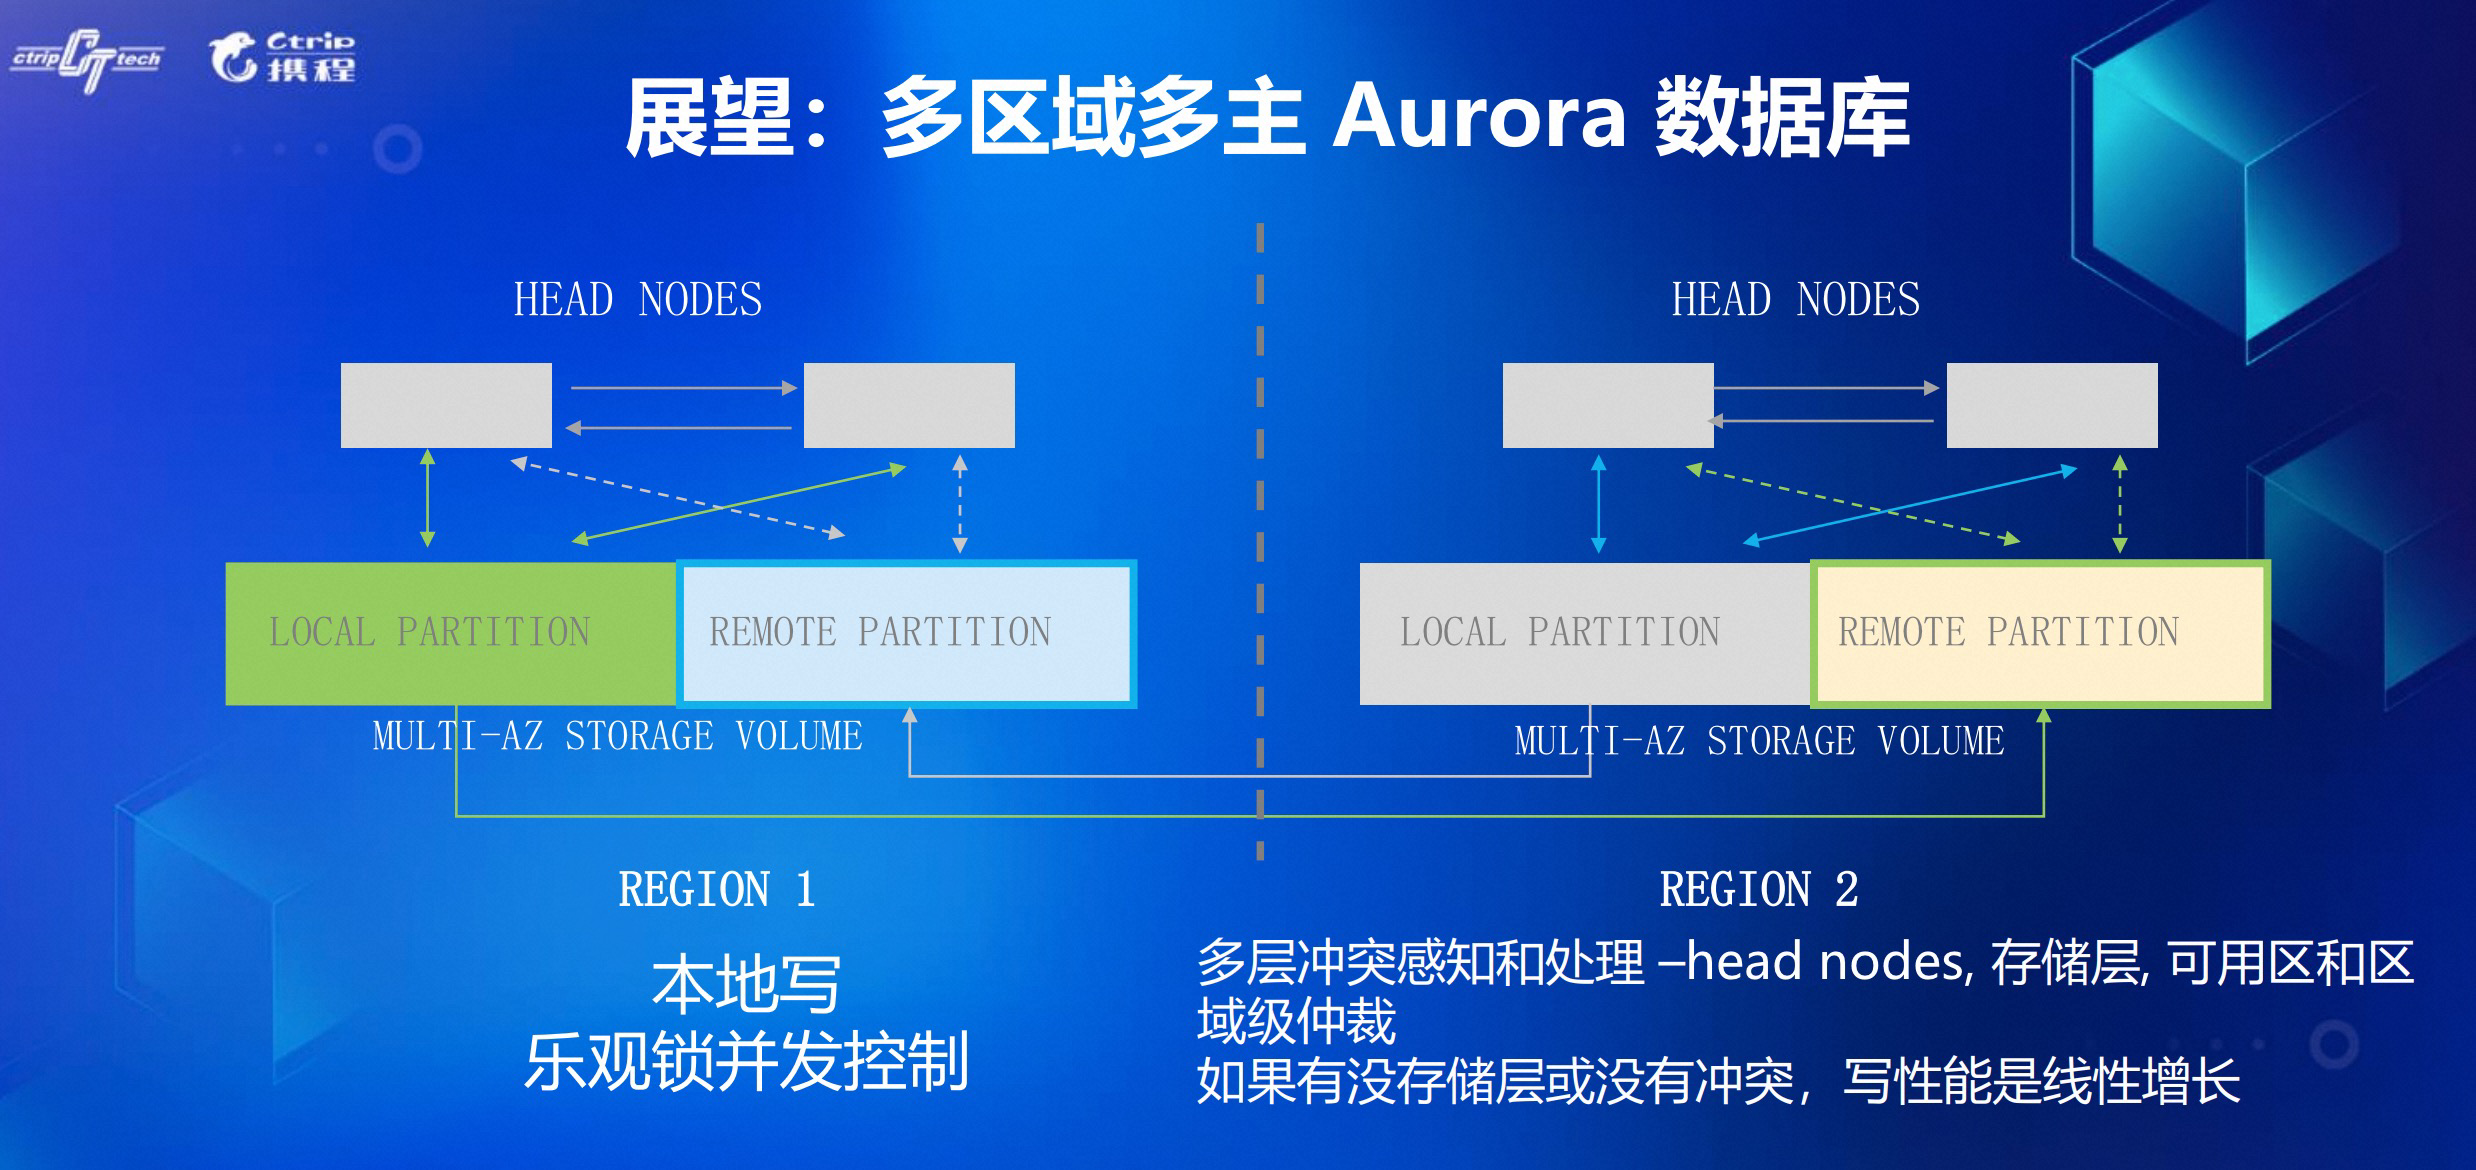 ctrip tech
Ctrip
携程
展望：多区域多主 Aurora 数据库
HEAD NODES
HEAD NODES
LOCAL PARTITION
REMOTE PARTITION
LOCAL PARTITION
REMOTE PARTITION
MULTI-AZ STORAGE VOLUME
MULTI-AZ STORAGE VOLUME
REGION 1
REGION 2
本地写
乐观锁并发控制
多层冲突感知和处理 –head nodes, 存储层, 可用区和区
域级仲裁
如果有没存储层或没有冲突，写性能是线性增长